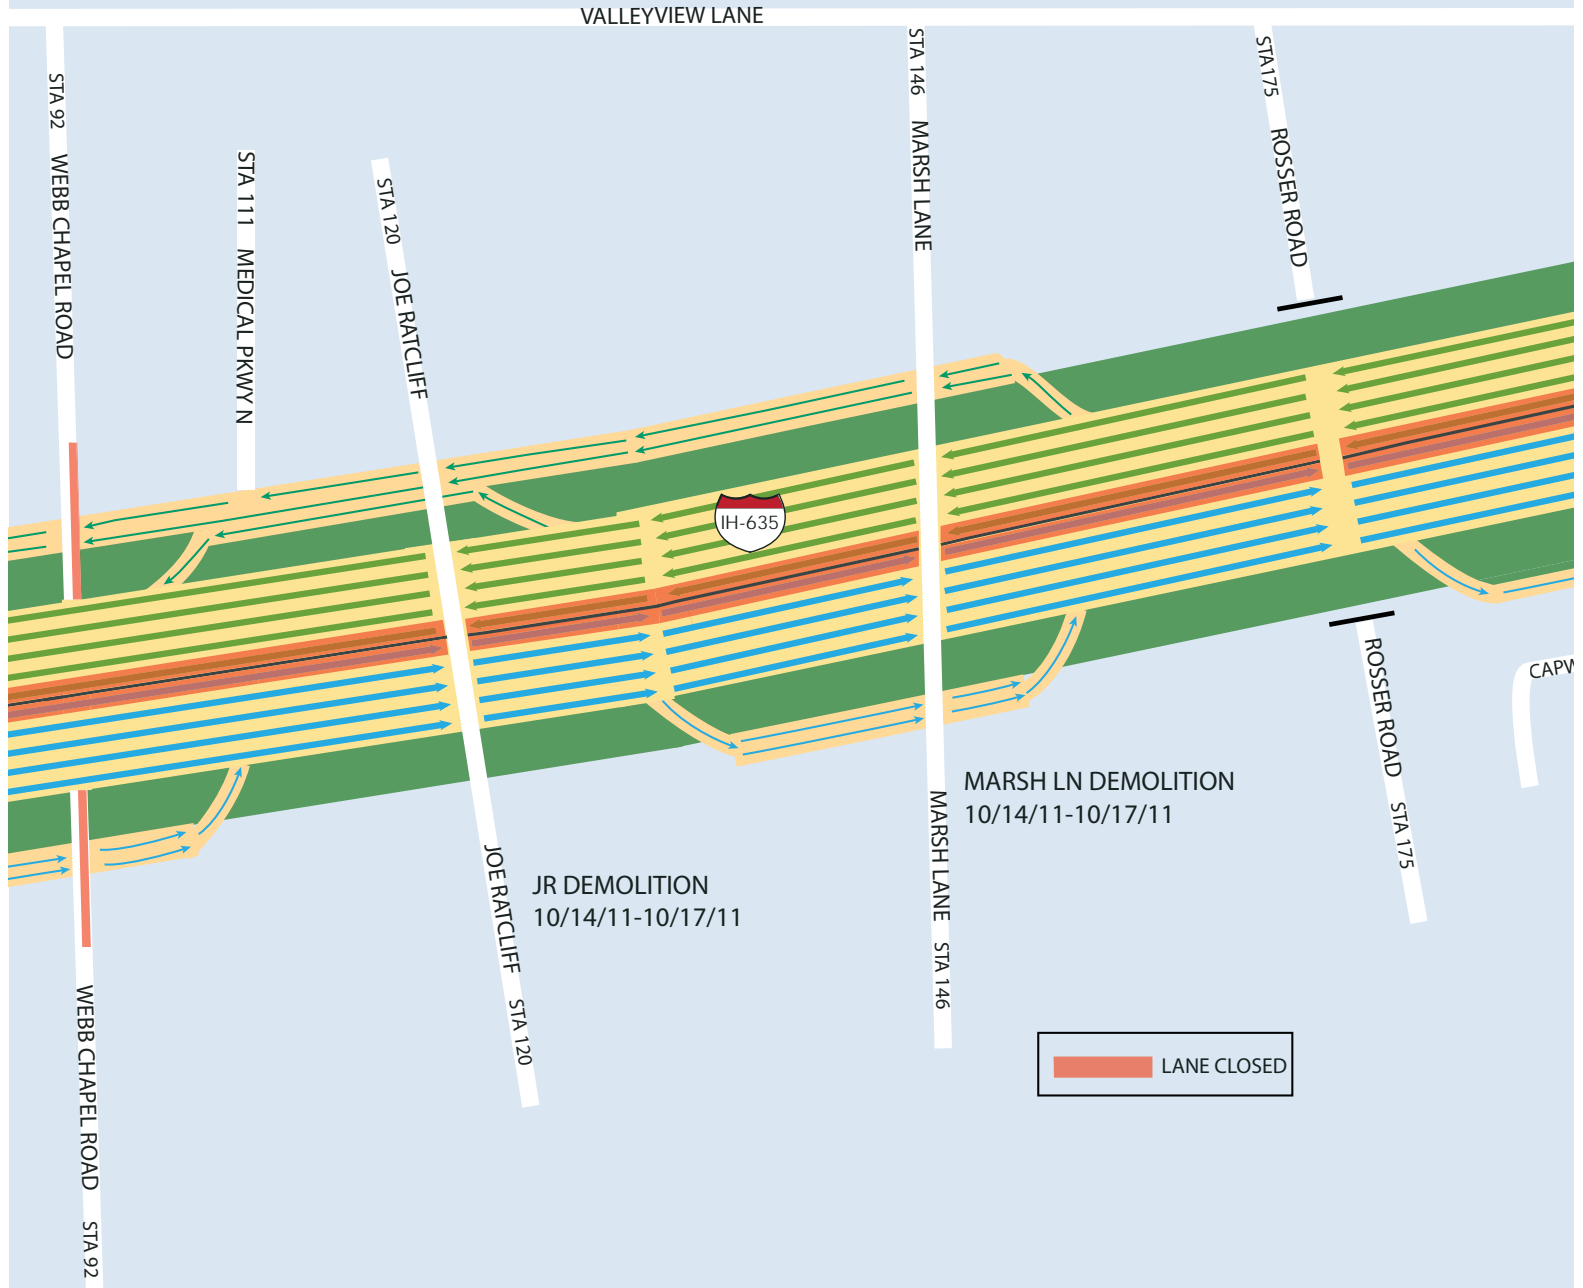 VALLEYVIEW LANE
STA 92 WEBB CHAPEL ROAD
STA 111 MEDICAL PKWY N
STA 120 JOE RATCLIFF
STA 146 MARSH LANE
STA175 ROSSER ROAD
IH-635
CAPW
ROSSER ROAD STA 175
MARSH LN DEMOLITION
10/14/11-10/17/11
MARSH LANE STA 146
JR DEMOLITION
10/14/11-10/17/11
JOE RATCLIFF STA 120
WEBB CHAPEL ROAD STA 92
LANE CLOSED